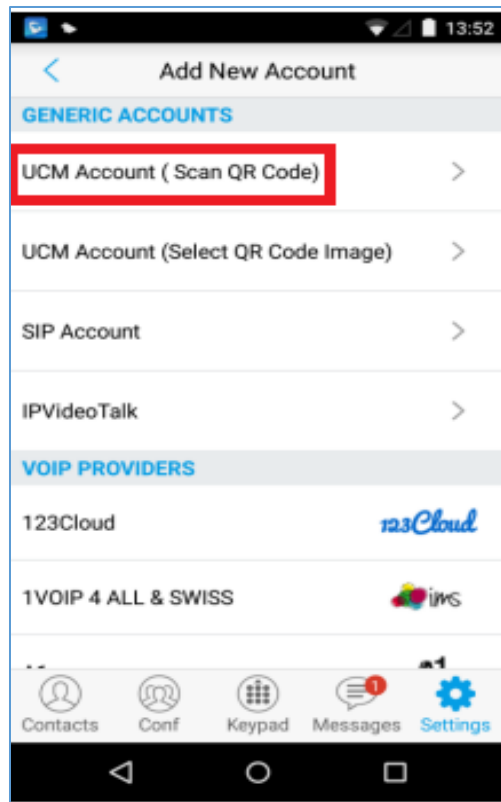 13:52
Add New Account
GENERIC ACCOUNTS
UCM Account ( Scan QR Code)
UCM Account (Select QR Code Image)
SIP Account
IPVideoTalk
VOIP PROVIDERS
123Cloud 123Cloud
1VOIP 4 ALL & SWISS ims
1
Contacts Conf Keypad Messages Settings